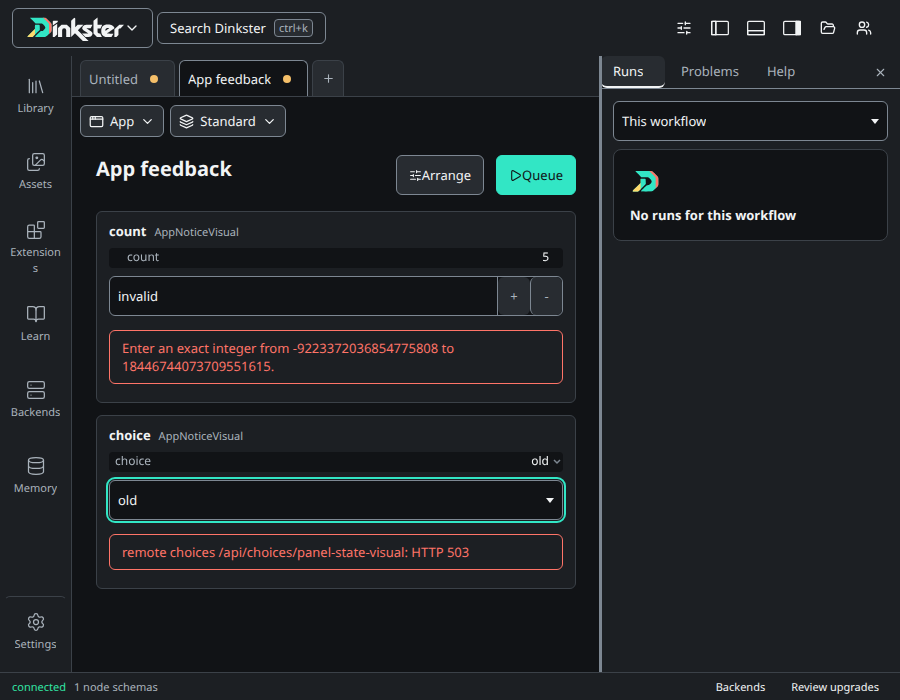 Dinkster
Search Dinkster ctrl+k
Library
Assets
Extension
s
Learn
Backends
Memory
Settings
Untitled
App feedback
+
App
Standard
App feedback
Arrange
Queue
count AppNoticeVisual
count 5
invalid + -
Enter an exact integer from -9223372036854775808 to
18446744073709551615.
choice AppNoticeVisual
choice old
old
remote choices /api/choices/panel-state-visual: HTTP 503
Runs Problems Help
This workflow
No runs for this workflow
connected 1 node schemas
Backends Review upgrades